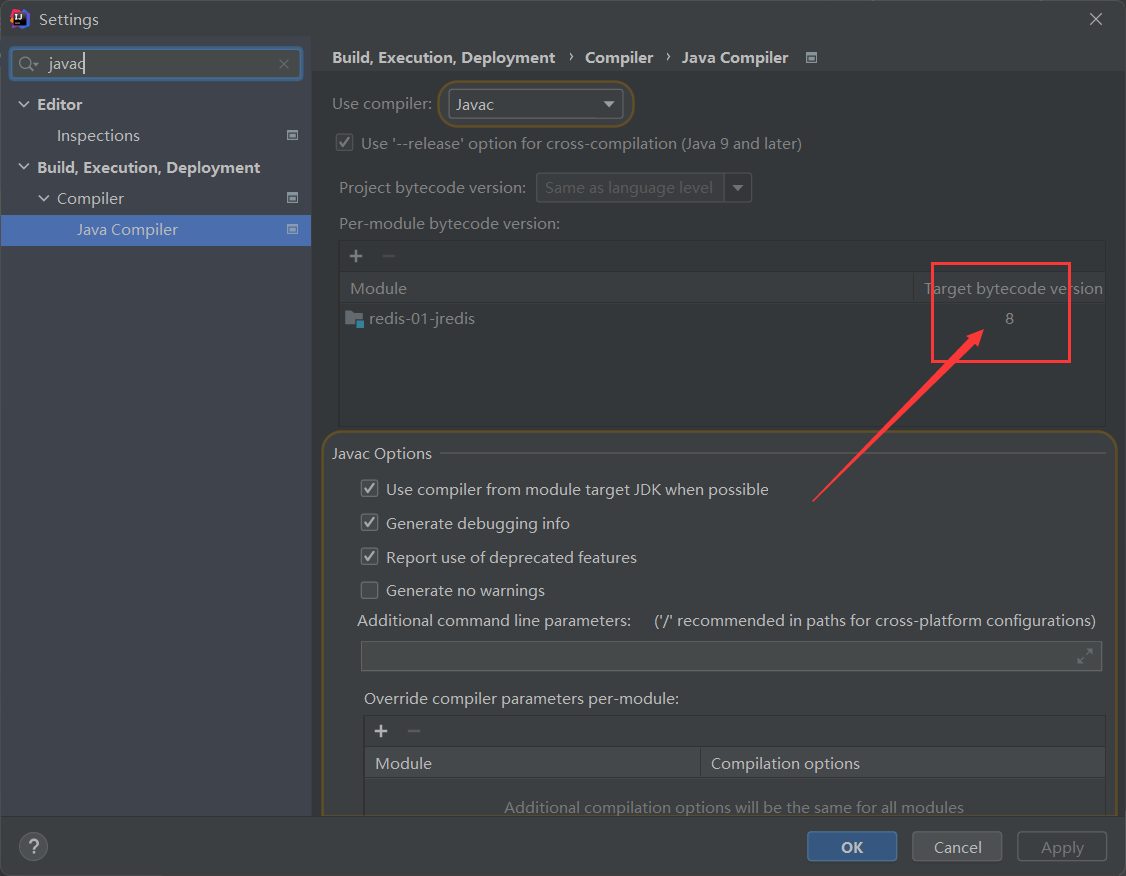 Settings
javac
Editor
Inspections
Build, Execution, Deployment
Compiler
Java Compiler
Build, Execution, Deployment › Compiler › Java Compiler
Use compiler: Javac
Use '--release' option for cross-compilation (Java 9 and later)
Project bytecode version: Same as language level
Per-module bytecode version:
Module Target bytecode version
redis-01-jredis 8
Javac Options
Use compiler from module target JDK when possible
Generate debugging info
Report use of deprecated features
Generate no warnings
Additional command line parameters: ('/' recommended in paths for cross-platform configurations)
Override compiler parameters per-module:
Module Compilation options
Additional compilation options will be the same for all modules
? OK Cancel Apply